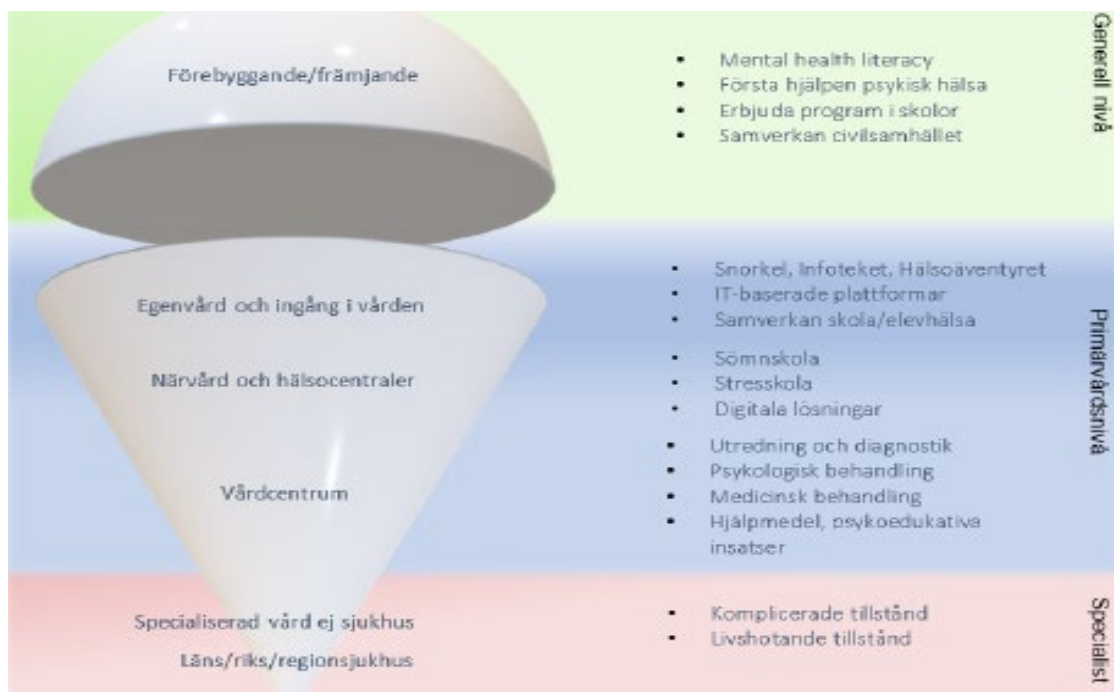 Förebyggande/främjande
Mental health literacy
Första hjälpen psykisk hälsa
Erbjuda program i skolor
Samverkan civilsamhället
Generell nivå
Egenvård och ingång i vården
Snorkel, Infoteket, Hälsoäventyret
IT-baserade plattformar
Samverkan skola/elevhälsa
Närvård och hälsocentraler
Sömnskola
Stresskola
Digitala lösningar
Vårdcentrum
Utredning och diagnostik
Psykologisk behandling
Medicinsk behandling
Hjälpmedel, psykoedukativa
insatser
Primärvårdsnivå
Specialiserad vård ej sjukhus
Läns/riks/regionsjukhus
Komplicerade tillstånd
Livshotande tillstånd
Specialist